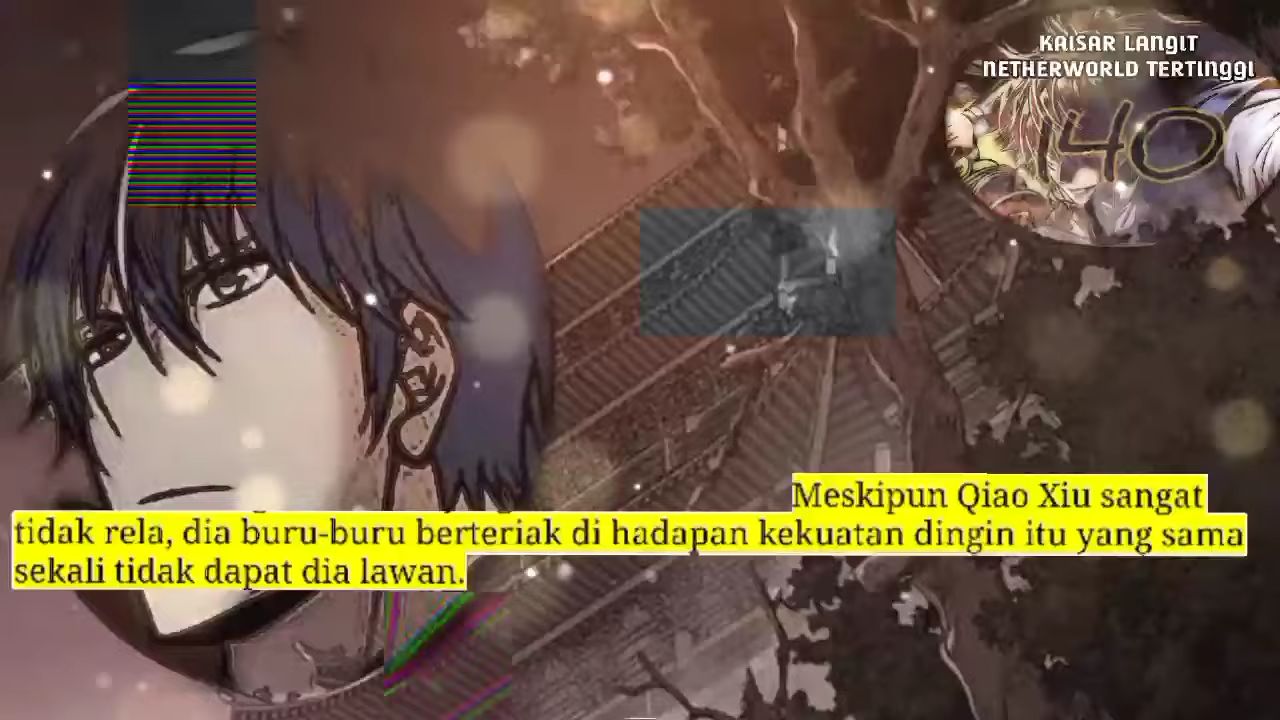 KAISAR LANGIT
NETHERWORLD TERTINGGI
140
Meskipun Qiao Xiu sangat
tidak rela, dia buru-buru berteriak di hadapan kekuatan dingin itu yang sama
sekali tidak dapat dia lawan.